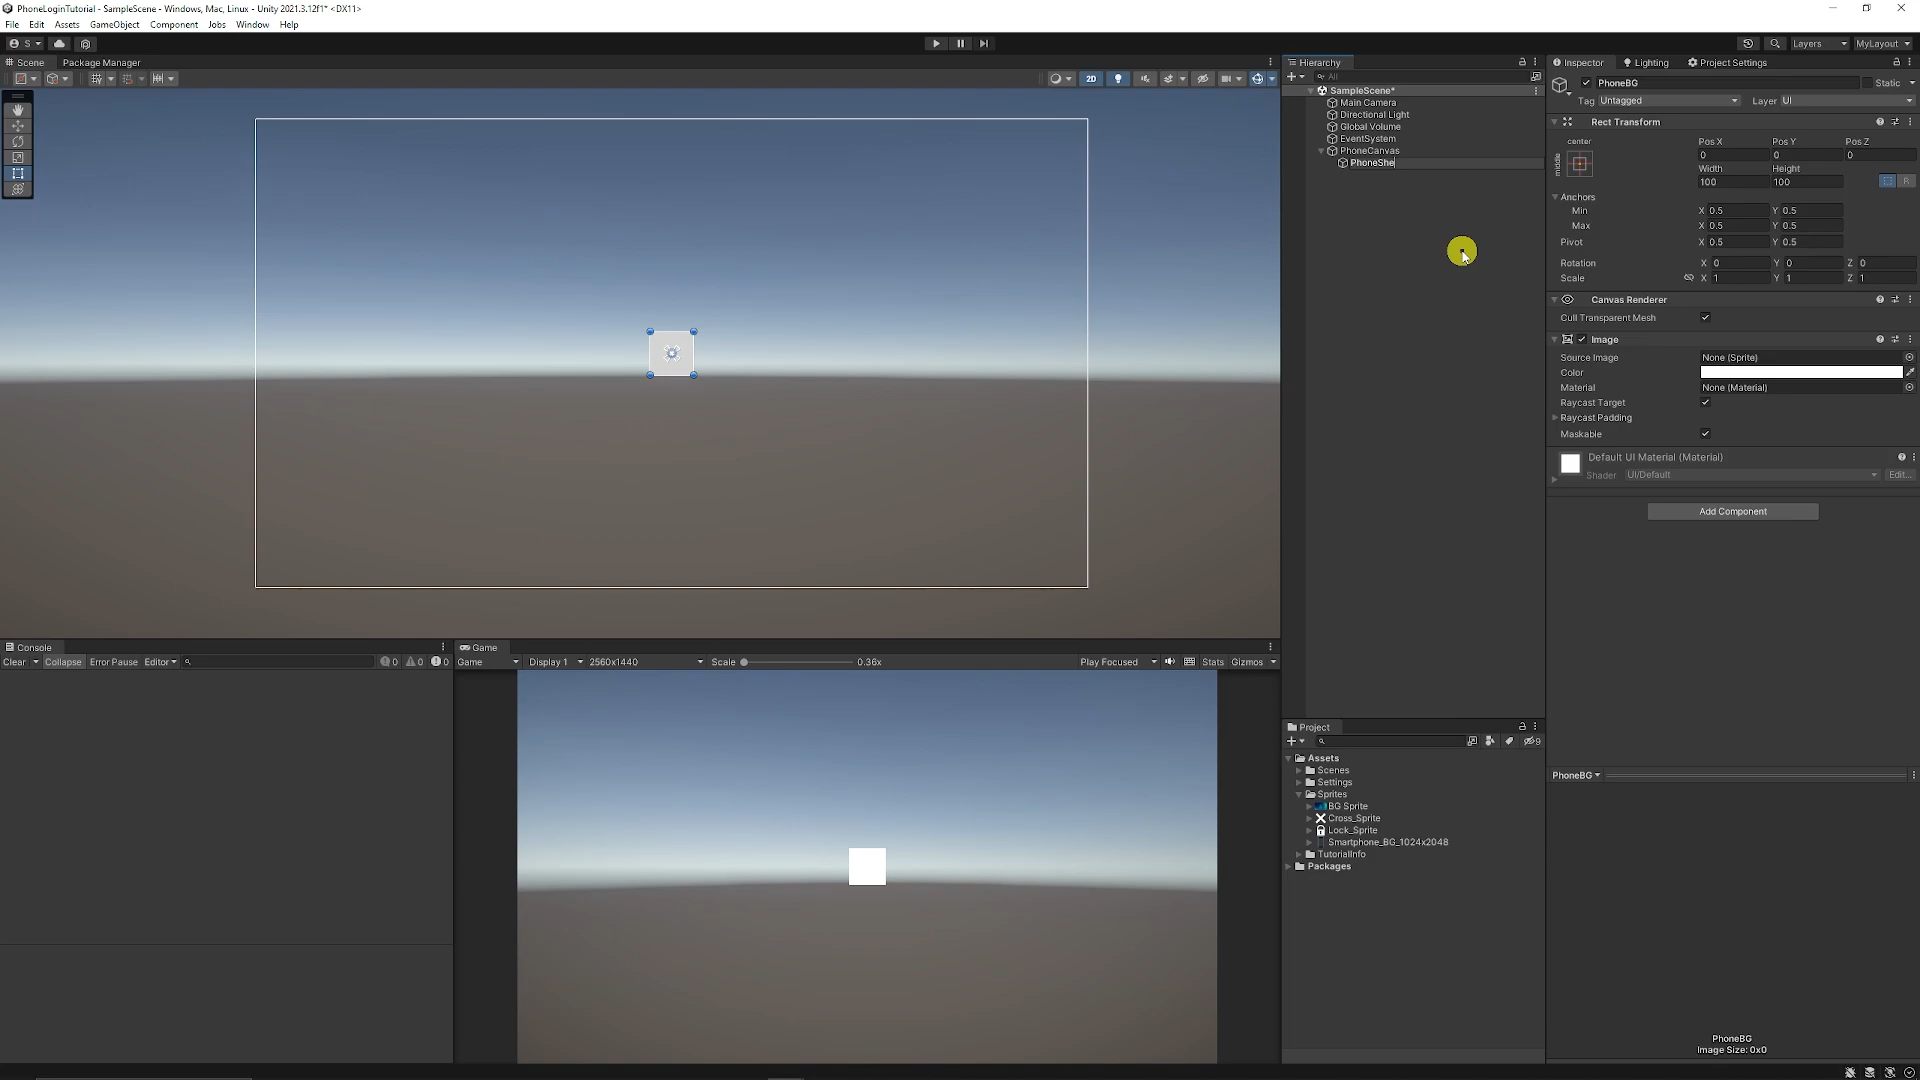 PhoneLoginTutorial - SampleScene - Windows, Mac, Linux - Unity 2021.3.12f1* <DX11>
File Edit Assets GameObject Component Jobs Window Help
S Layers MyLayout
Scene Package Manager
2D
Hierarchy
All
SampleScene*
Main Camera
Directional Light
Global Volume
EventSystem
PhoneCanvas
PhoneShe
Inspector Lighting Project Settings
PhoneBG Static
Tag Untagged Layer UI
Rect Transform
center Pos X Pos Y Pos Z
middle 0 0 0
Width Height
100 100 R
Anchors
Min X 0.5 Y 0.5
Max X 0.5 Y 0.5
Pivot X 0.5 Y 0.5
Rotation X 0 Y 0 Z 0
Scale X 1 Y 1 Z 1
Canvas Renderer
Cull Transparent Mesh
Image
Source Image None (Sprite)
Color
Material None (Material)
Raycast Target
Raycast Padding
Maskable
Default UI Material (Material)
Shader UI/Default Edit...
Add Component
Console
Clear Collapse Error Pause Editor 0 0 0
Game
Game Display 1 2560x1440 Scale 0.36x Play Focused Stats Gizmos
Project
9
Assets
Scenes
Settings
Sprites
BG Sprite
Cross_Sprite
Lock_Sprite
Smartphone_BG_1024x2048
TutorialInfo
Packages
PhoneBG
PhoneBG
Image Size: 0x0